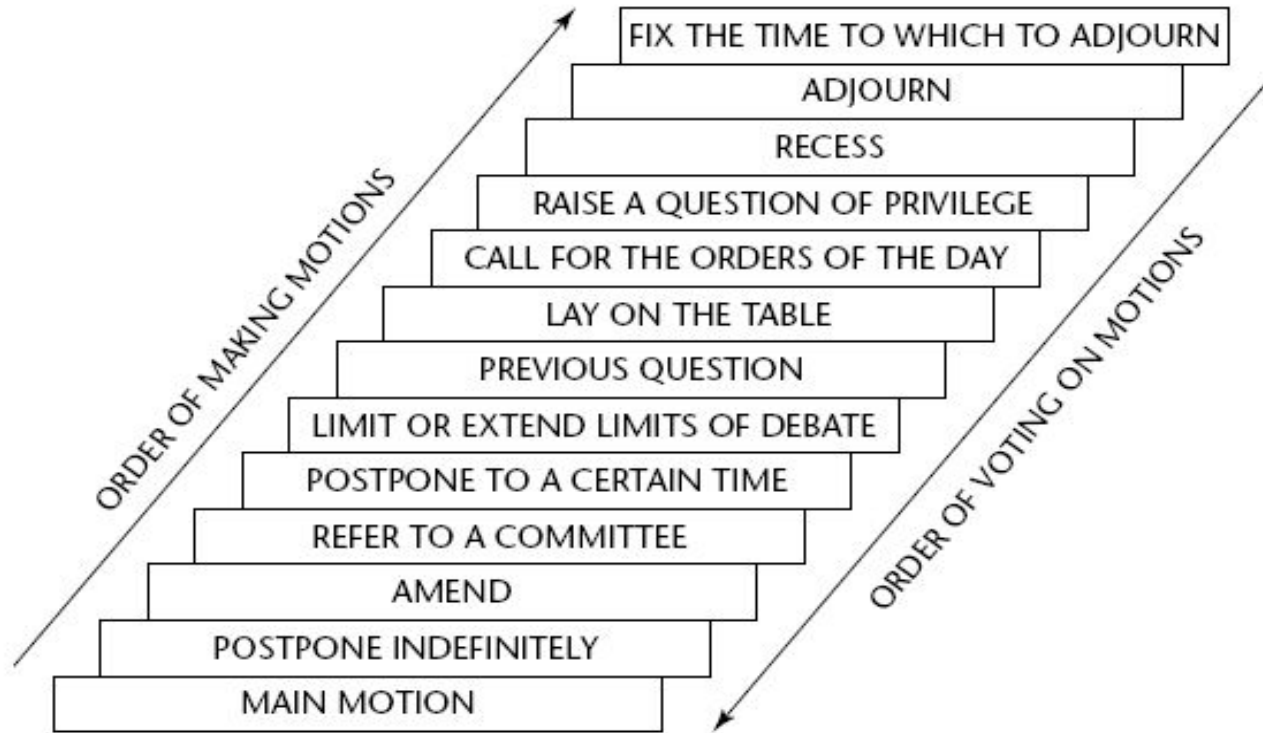 FIX THE TIME TO WHICH TO ADJOURN
ADJOURN
RECESS
RAISE A QUESTION OF PRIVILEGE
CALL FOR THE ORDERS OF THE DAY
LAY ON THE TABLE
PREVIOUS QUESTION
LIMIT OR EXTEND LIMITS OF DEBATE
POSTPONE TO A CERTAIN TIME
REFER TO A COMMITTEE
AMEND
POSTPONE INDEFINITELY
MAIN MOTION
ORDER OF MAKING MOTIONS
ORDER OF VOTING ON MOTIONS